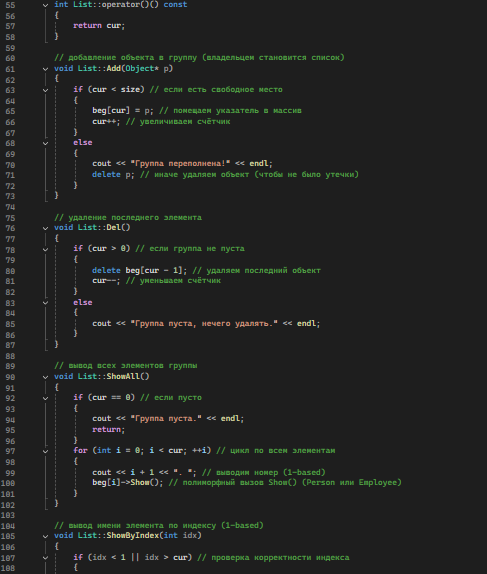 55 int List::operator()() const
56 {
57 return cur;
58 }
59
60 // добавление объекта в группу (владельцем становится список)
61 void List::Add(Object* p)
62 {
63 if (cur < size) // если есть свободное место
64 {
65 beg[cur] = p; // помещаем указатель в массив
66 cur++; // увеличиваем счётчик
67 }
68 else
69 {
70 cout << "Группа переполнена!" << endl;
71 delete p; // иначе удаляем объект (чтобы не было утечки)
72 }
73 }
74
75 // удаление последнего элемента
76 void List::Del()
77 {
78 if (cur > 0) // если группа не пуста
79 {
80 delete beg[cur - 1]; // удаляем последний объект
81 cur--; // уменьшаем счётчик
82 }
83 else
84 {
85 cout << "Группа пуста, нечего удалять." << endl;
86 }
87 }
88
89 // вывод всех элементов группы
90 void List::ShowAll()
91 {
92 if (cur == 0) // если пусто
93 {
94 cout << "Группа пуста." << endl;
95 return;
96 }
97 for (int i = 0; i < cur; ++i) // цикл по всем элементам
98 {
99 cout << i + 1 << ". "; // выводим номер (1-based)
100 beg[i]->Show(); // полиморфный вызов Show() (Person или Employee)
101 }
102 }
103
104 // вывод имени элемента по индексу (1-based)
105 void List::ShowByIndex(int idx)
106 {
107 if (idx < 1 || idx > cur) // проверка корректности индекса
108 {